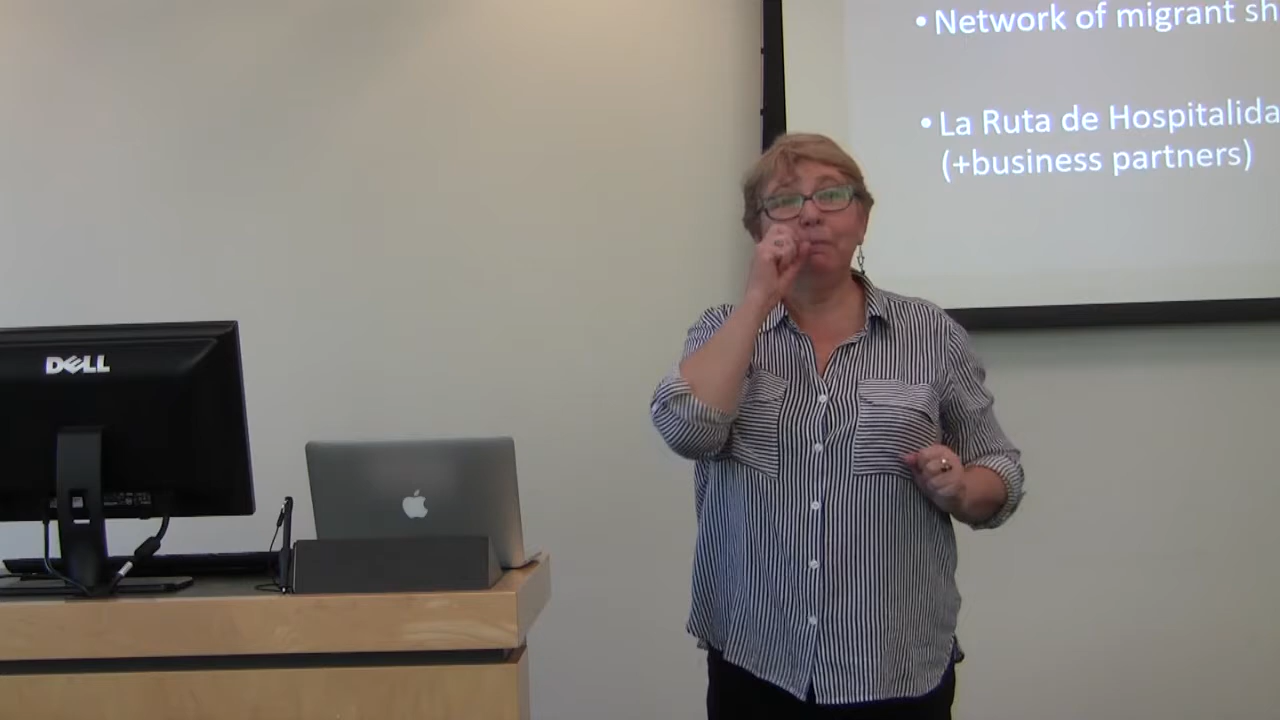 • Network of migrant sh
• La Ruta de Hospitalida
(+business partners)
DELL